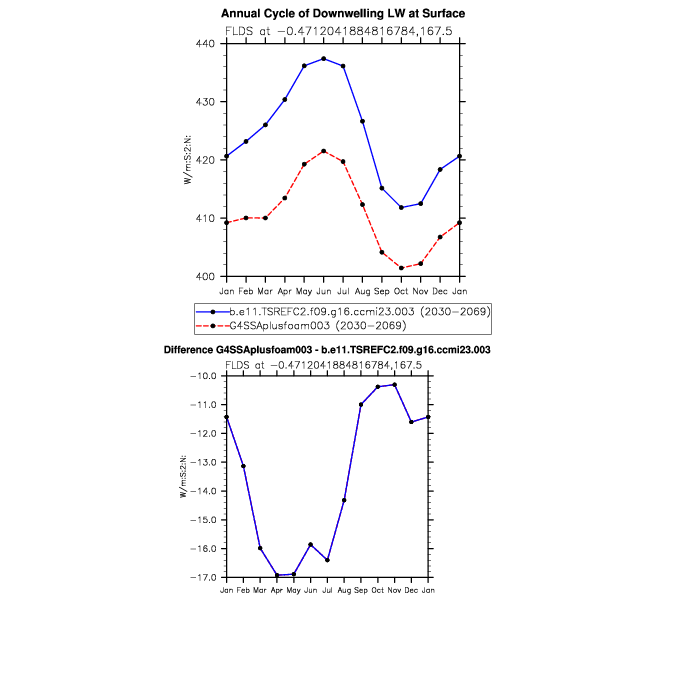 Annual Cycle of Downwelling LW at Surface
FLDS at −0.4712041884816784,167.5
440
430
420
410
400
W/m:S:2:N:
Jan Feb Mar Apr May Jun Jul Aug Sep Oct Nov Dec Jan
b.e11.TSREFC2.f09.g16.ccmi23.003 (2030−2069)
G4SSAplusfoam003 (2030−2069)
Difference G4SSAplusfoam003 - b.e11.TSREFC2.f09.g16.ccmi23.003
FLDS at −0.4712041884816784,167.5
−10.0
−11.0
−12.0
−13.0
−14.0
−15.0
−16.0
−17.0
W/m:S:2:N:
Jan Feb Mar Apr May Jun Jul Aug Sep Oct Nov Dec Jan